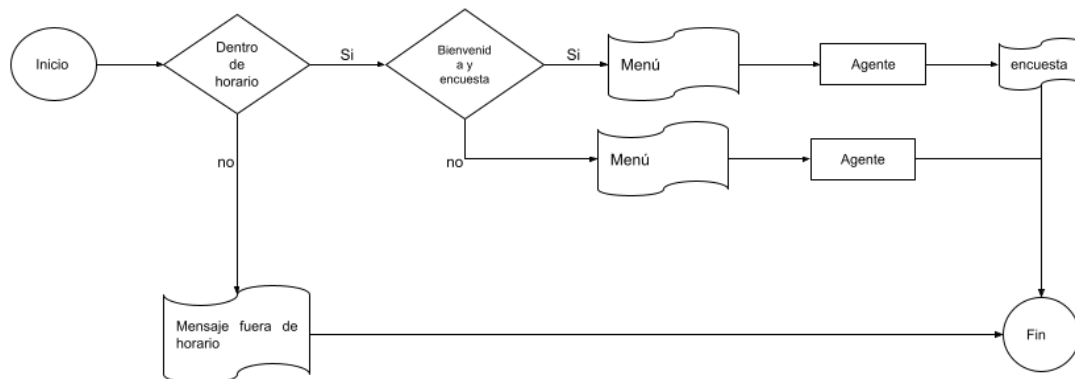 Inicio
Dentro
de
horario
Si
Bienvenid
a y
encuesta
Si
Menú
Agente
encuesta
no
no
Menú
Agente
Mensaje fuera de
horario
Fin